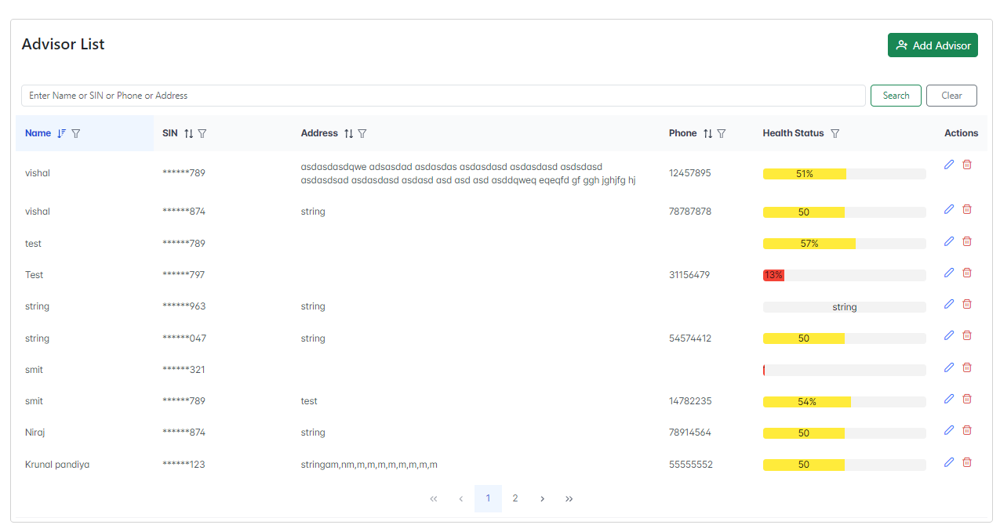 Advisor List
Add Advisor
Enter Name or SIN or Phone or Address
Search
Clear
Name SIN Address Phone Health Status Actions
vishal ******789 asdasdasdqwe adsasdad asdasdas asdasdasd asdasdasd asdsdasd 12457895 51%
asdasdsad asdasdasd asdasd asd asd asd asddqweq eqeqfd gf ggh jghjfg hj
vishal ******874 string 78787878 50
test ******789 57%
Test ******797 31156479 13%
string ******963 string string
string ******047 string 54574412 50
smit ******321
smit ******789 test 14782235 54%
Niraj ******874 string 78914564 50
Krunal pandiya ******123 stringam,nm,m,m,m,m,m,m,m,m 55555552 50
« ‹ 1 2 › »